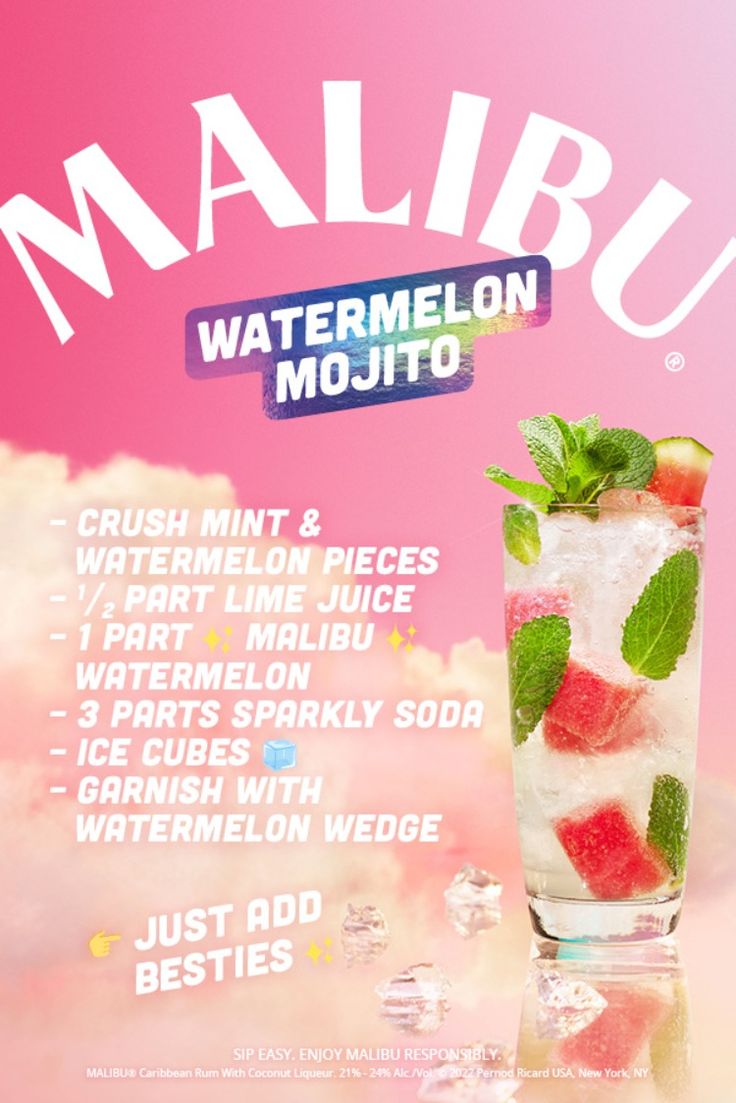 MALIBU
®
WATERMELON
MOJITO
- CRUSH MINT &
WATERMELON PIECES
- 1/2 PART LIME JUICE
- 1 PART ✨ MALIBU ✨
WATERMELON
- 3 PARTS SPARKLY SODA
- ICE CUBES 🧊
- GARNISH WITH
WATERMELON WEDGE
👉 JUST ADD
BESTIES ✨
SIP EASY. ENJOY MALIBU RESPONSIBLY.
MALIBU® Caribbean Rum With Coconut Liqueur. 21% - 24% Alc./Vol. © 2022 Pernod Ricard USA, New York, NY